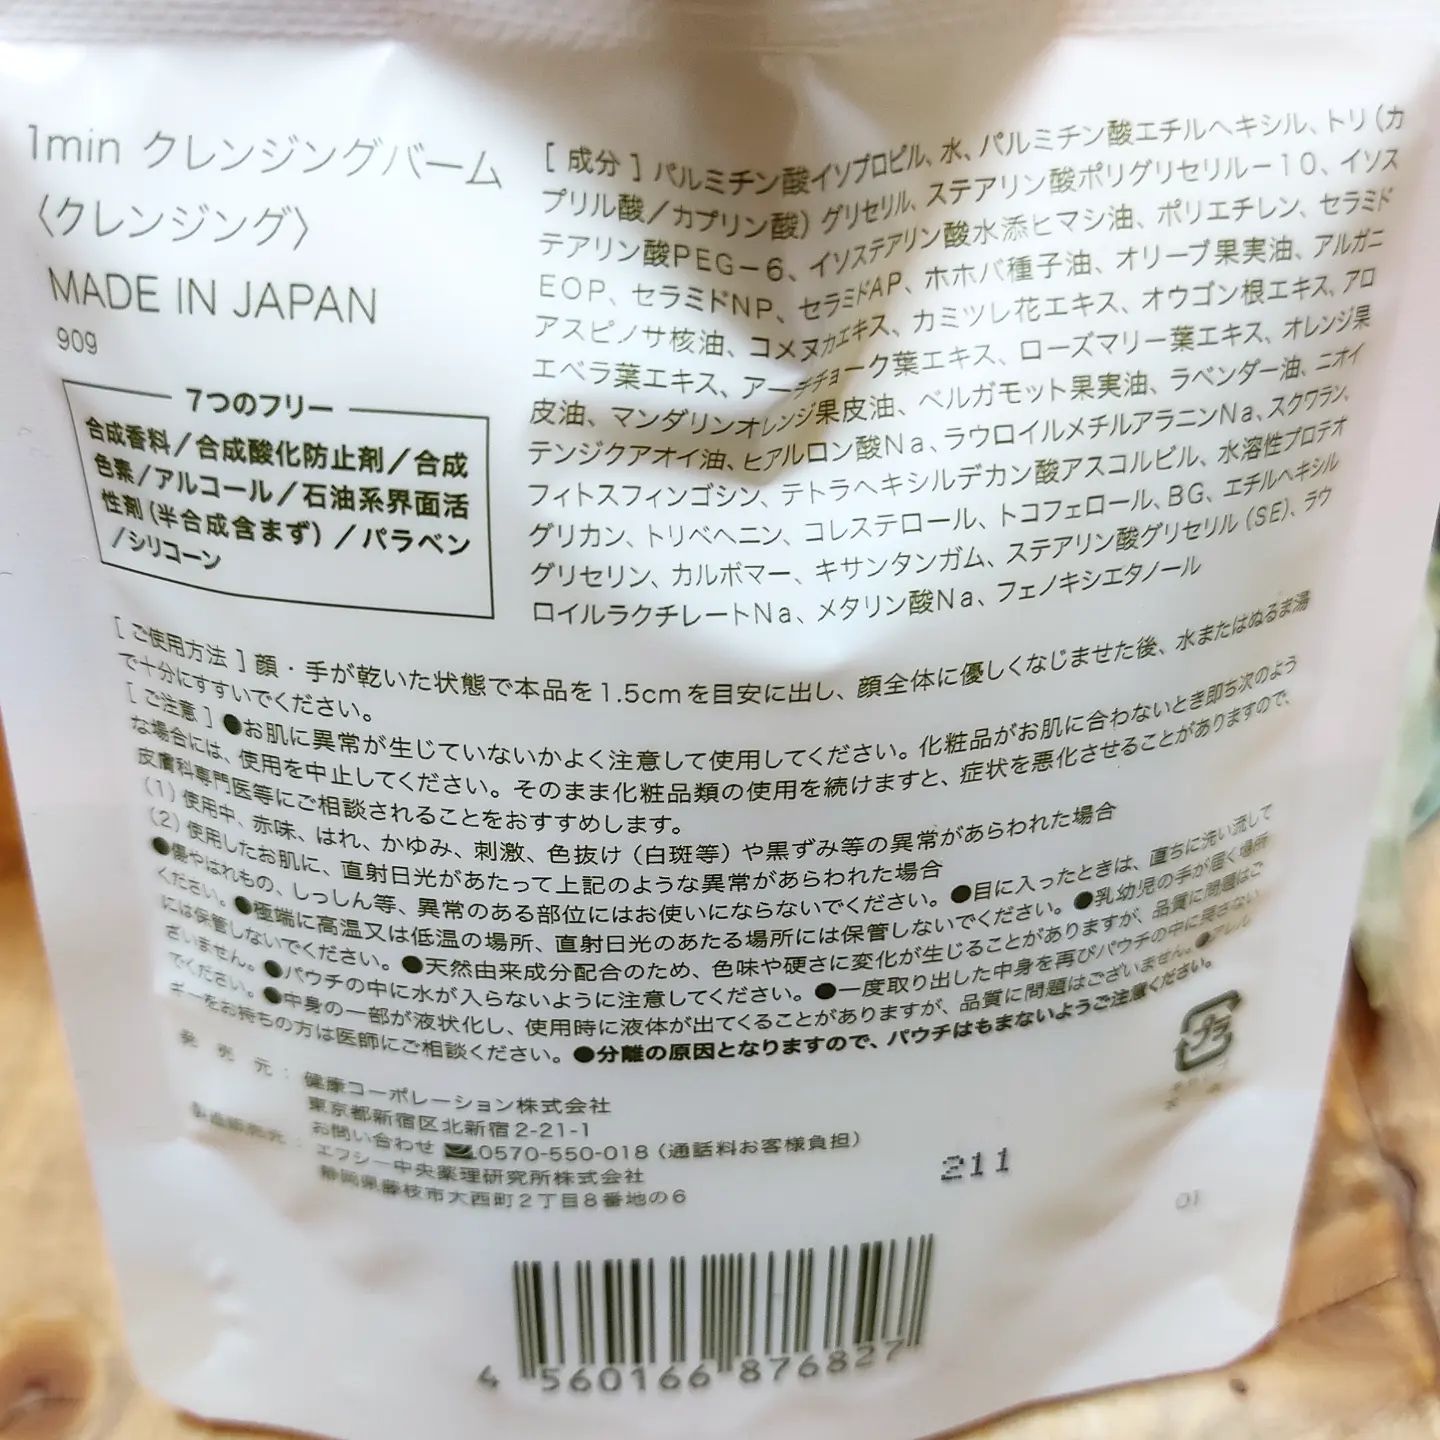 1min クレンジングバーム
〈クレンジング〉
MADE IN JAPAN
90g
7つのフリー
合成香料／合成酸化防止剤／合成
色素／アルコール／石油系界面活
性剤（半合成含まず）／パラベン
／シリコーン
［ 成分 ］パルミチン酸イソプロピル、水、パルミチン酸エチルヘキシル、トリ（カ
プリル酸／カプリン酸）グリセリル、ステアリン酸ポリグリセリル－１０、イソス
テアリン酸PEG－6、イソステアリン酸水添ヒマシ油、ポリエチレン、セラミド
EOP、セラミドNP、セラミドAP、ホホバ種子油、オリーブ果実油、アルガニ
アスピノサ核油、コメヌカエキス、カミツレ花エキス、オウゴン根エキス、アロ
エベラ葉エキス、アーチチョーク葉エキス、ローズマリー葉エキス、オレンジ果
皮油、マンダリンオレンジ果皮油、ベルガモット果実油、ラベンダー油、ニオイ
テンジクアオイ油、ヒアルロン酸Ｎａ、ラウロイルメチルアラニンＮａ、スクワラン、
フィトスフィンゴシン、テトラヘキシルデカン酸アスコルビル、水溶性プロテオ
グリカン、トリベヘニン、コレステロール、トコフェロール、BG、エチルヘキシル
グリセリン、カルボマー、キサンタンガム、ステアリン酸グリセリル（SE）、ラウ
ロイルラクチレートＮａ、メタリン酸Ｎａ、フェノキシエタノール
［ ご使用方法 ］顔・手が乾いた状態で本品を1.5cmを目安に出し、顔全体に優しくなじませた後、水またはぬるま湯
で十分にすすいでください。
［ ご注意 ］●お肌に異常が生じていないかよく注意して使用してください。化粧品がお肌に合わないとき即ち次のよう
な場合には、使用を中止してください。そのまま化粧品類の使用を続けますと、症状を悪化させることがありますので、
皮膚科専門医等にご相談されることをおすすめします。
（1）使用中、赤味、はれ、かゆみ、刺激、色抜け（白斑等）や黒ずみ等の異常があらわれた場合
（2）使用したお肌に、直射日光があたって上記のような異常があらわれた場合
●傷やはれもの、しっしん等、異常のある部位にはお使いにならないでください。●目に入ったときは、直ちに洗い流して
ください。●極端に高温又は低温の場所、直射日光のあたる場所には保管しないでください。●乳幼児の手が届く場所
には保管しないでください。●天然由来成分配合のため、色味や硬さに変化が生じることがありますが、品質に問題はご
ざいません。●パウチの中に水が入らないように注意してください。●一度取り出した中身を再びパウチの中に戻さない
でください。●中身の一部が液状化し、使用時に液体が出てくることがありますが、品質に問題はございません。●アレル
ギーをお持ちの方は医師にご相談ください。●分離の原因となりますので、パウチはもまないようご注意ください。
発 売 元：健康コーポレーション株式会社
東京都新宿区北新宿2-21-1
お問い合わせ 0570-550-018（通話料お客様負担）
製造販売元：エフシー中央薬理研究所株式会社
静岡県藤枝市大西町２丁目８番地の６
プラ
211
01
4 560166 876827